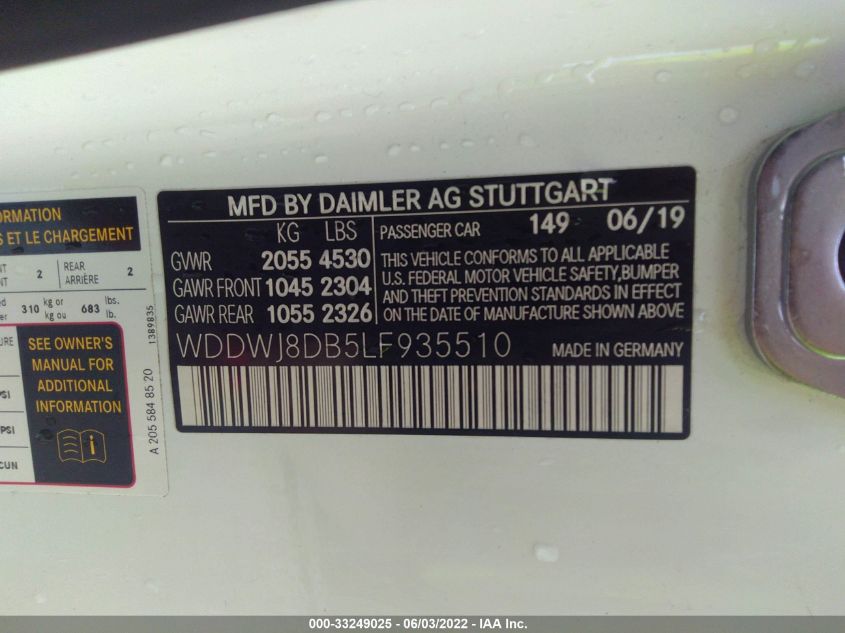 ORMATION
S ET LE CHARGEMENT
2 REAR ARRIÈRE 2
310 kg or kg ou 683 lbs. lb.
SEE OWNER'S
MANUAL FOR
ADDITIONAL
INFORMATION
PSI
CUN
1389835
A 205 584 85 20
MFD BY DAIMLER AG STUTTGART
KG LBS PASSENGER CAR 149 06/19
GVWR 2055 4530
GAWR FRONT 1045 2304
GAWR REAR 1055 2326
THIS VEHICLE CONFORMS TO ALL APPLICABLE
U.S. FEDERAL MOTOR VEHICLE SAFETY,BUMPER
AND THEFT PREVENTION STANDARDS IN EFFECT
ON THE DATE OF MANUFACTURE SHOWN ABOVE
WDDWJ8DB5LF935510 MADE IN GERMANY
000-33249025 - 06/03/2022 - IAA Inc.